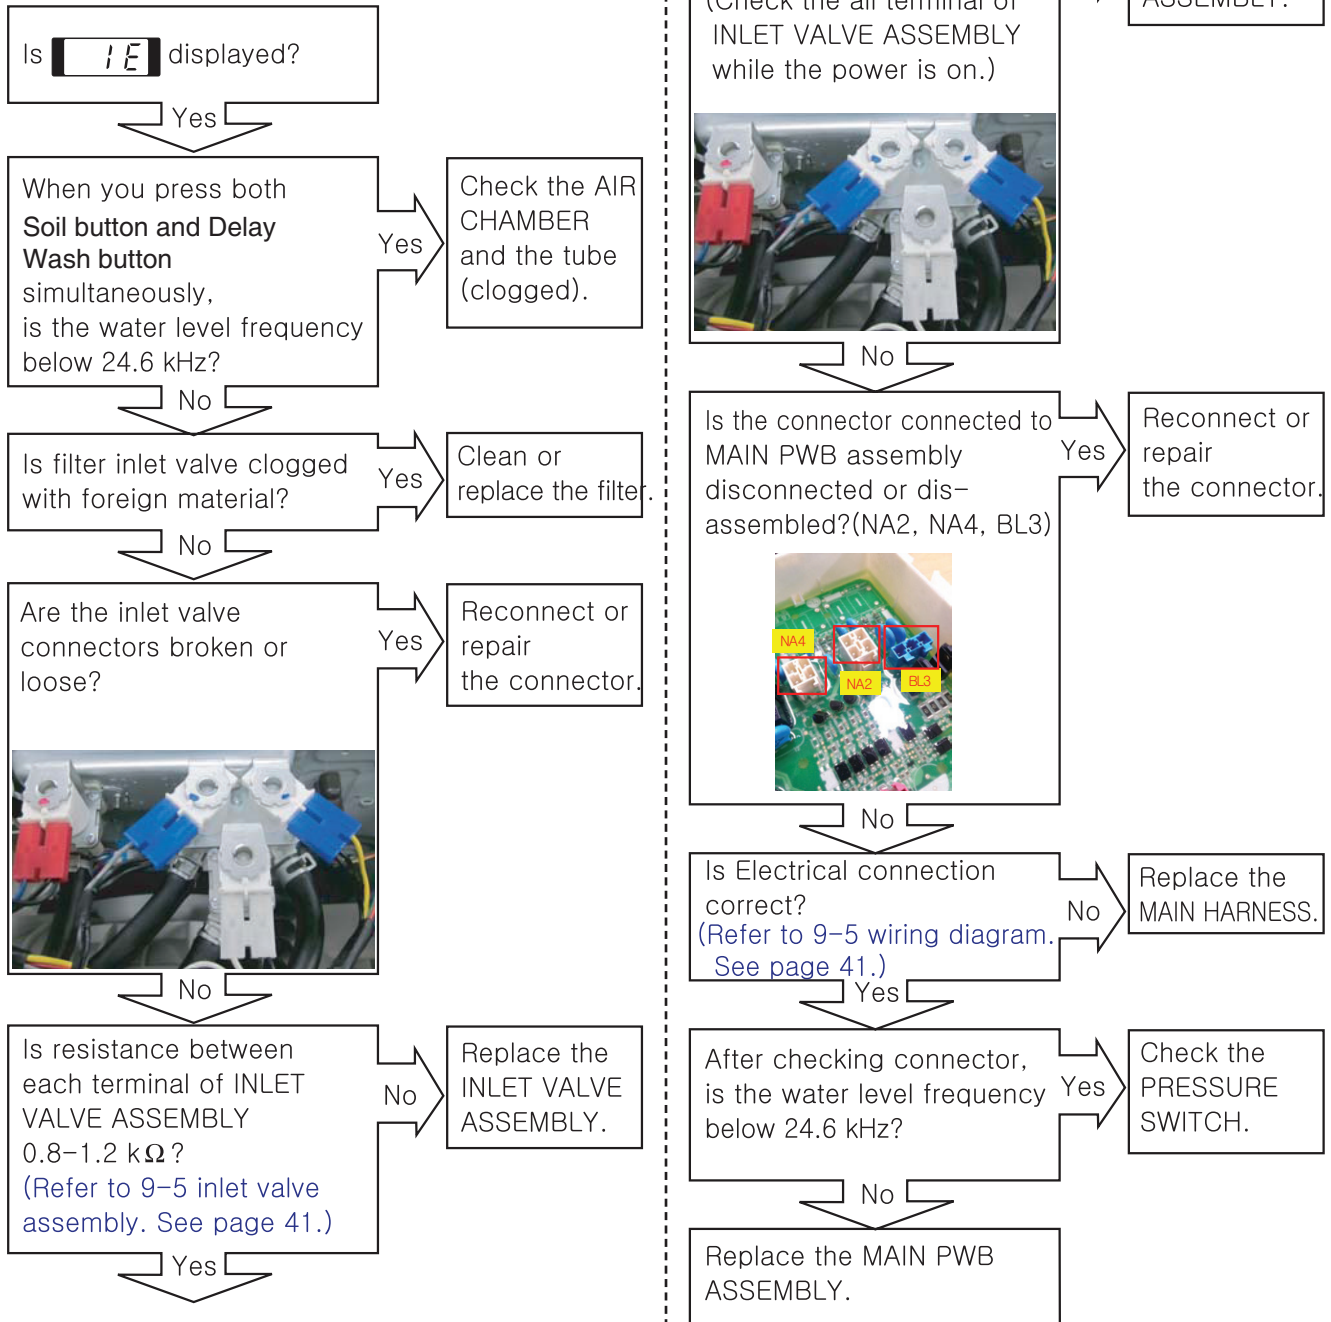 Is 1E displayed?
Yes
When you press both
Soil button and Delay
Wash button
simultaneously,
is the water level frequency
below 24.6 kHz?
Yes
Check the AIR
CHAMBER
and the tube
(clogged).
No
Is filter inlet valve clogged
with foreign material?
Yes
Clean or
replace the filter.
No
Are the inlet valve
connectors broken or
loose?
Yes
Reconnect or
repair
the connector.
No
Is resistance between
each terminal of INLET
VALVE ASSEMBLY
0.8-1.2 kΩ?
(Refer to 9-5 inlet valve
assembly. See page 41.)
No
Replace the
INLET VALVE
ASSEMBLY.
Yes
(Check the all terminal of
INLET VALVE ASSEMBLY
while the power is on.)
ASSEMBLY.
No
Is the connector connected to
MAIN PWB assembly
disconnected or dis-
assembled?(NA2, NA4, BL3)
NA4
NA2
BL3
Yes
Reconnect or
repair
the connector.
No
Is Electrical connection
correct?
(Refer to 9-5 wiring diagram.
See page 41.)
No
Replace the
MAIN HARNESS.
Yes
After checking connector,
is the water level frequency
below 24.6 kHz?
Yes
Check the
PRESSURE
SWITCH.
No
Replace the MAIN PWB
ASSEMBLY.